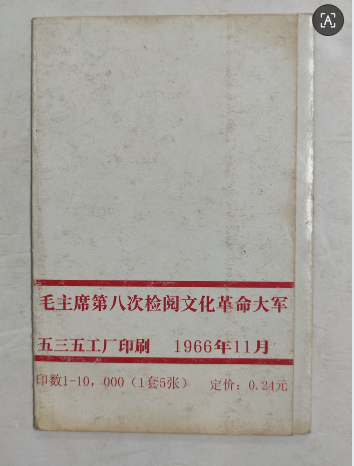 毛主席第八次检阅文化革命大军
五三五工厂印刷 1966年11月
印数1-10,000（1套5张） 定价：0.24元